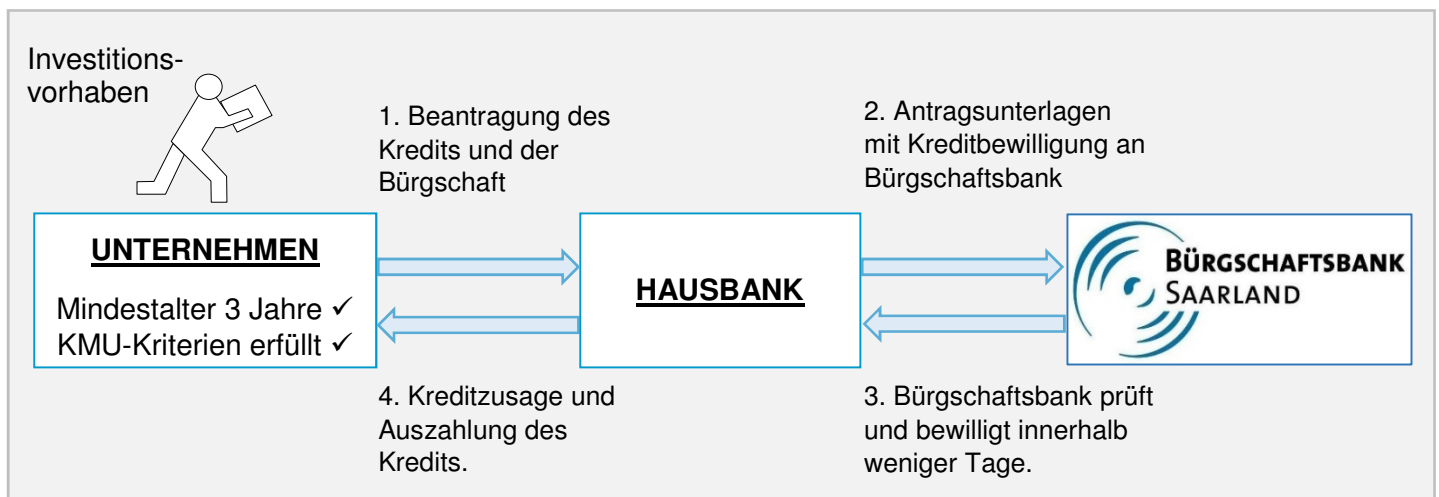 Investitions-
vorhaben
1. Beantragung des
Kredits und der
Bürgschaft
2. Antragsunterlagen
mit Kreditbewilligung an
Bürgschaftsbank
UNTERNEHMEN
Mindestalter 3 Jahre ✓
KMU-Kriterien erfüllt ✓
HAUSBANK
BÜRGSCHAFTSBANK
SAARLAND
4. Kreditzusage und
Auszahlung des
Kredits.
3. Bürgschaftsbank prüft
und bewilligt innerhalb
weniger Tage.